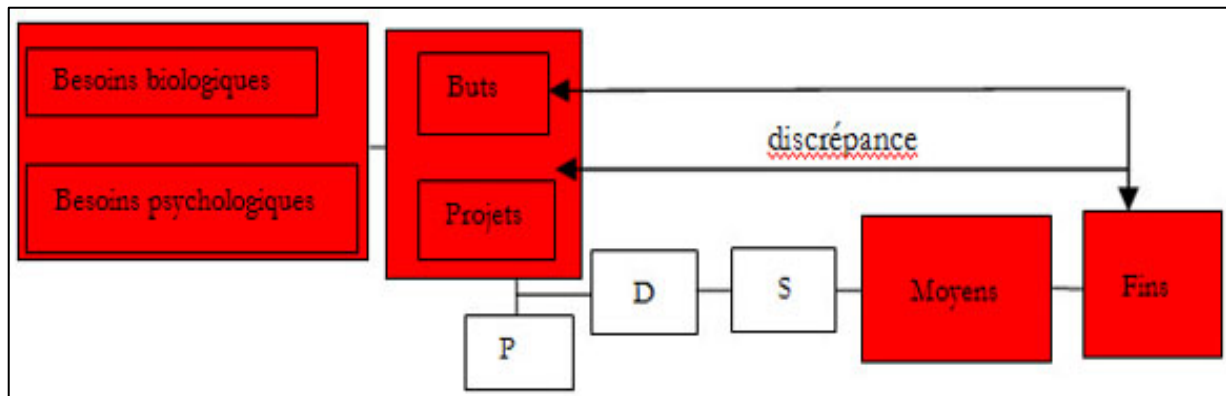 Besoins biologiques
Besoins psychologiques
Buts
Projets
discrépance
P
D
S
Moyens
Fins